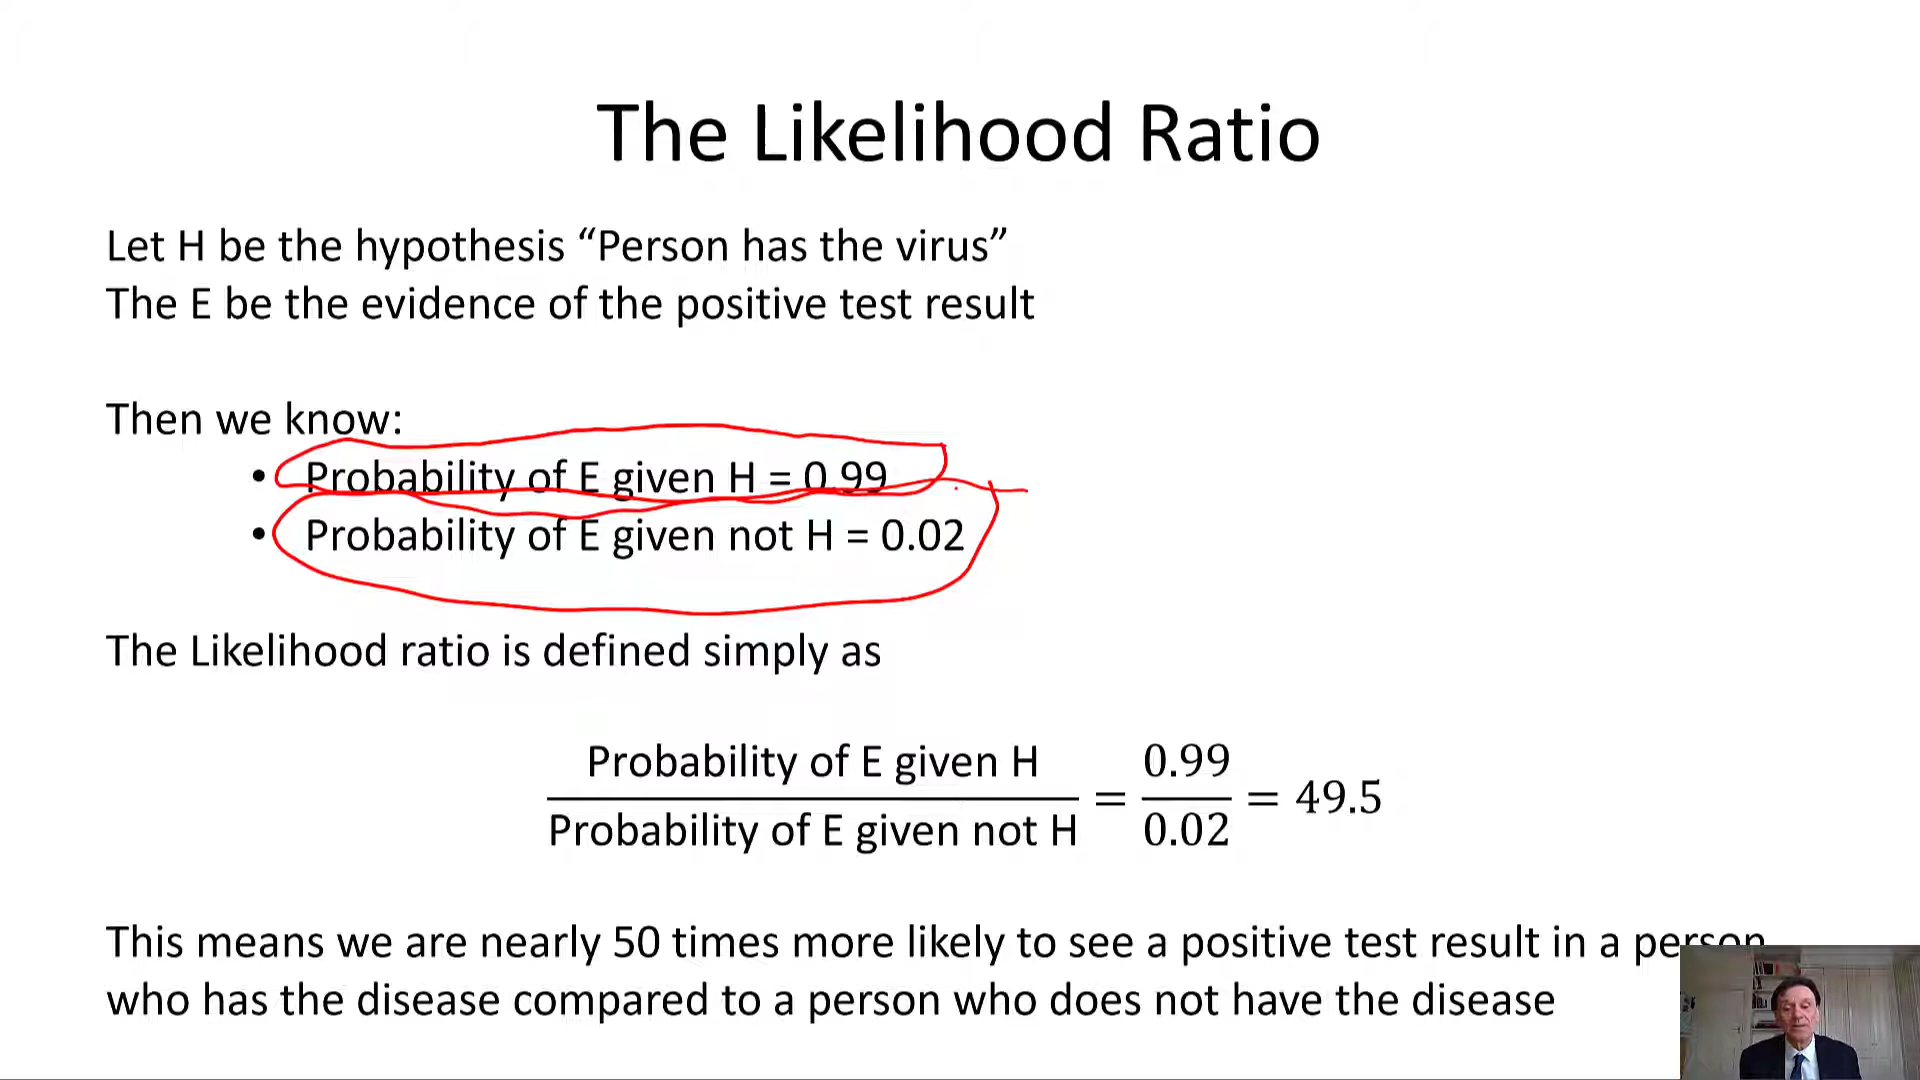 The Likelihood Ratio
Let H be the hypothesis “Person has the virus”
The E be the evidence of the positive test result
Then we know:
• Probability of E given H = 0.99
• Probability of E given not H = 0.02
The Likelihood ratio is defined simply as
Probability of E given H / Probability of E given not H = 0.99 / 0.02 = 49.5
This means we are nearly 50 times more likely to see a positive test result in a person
who has the disease compared to a person who does not have the disease